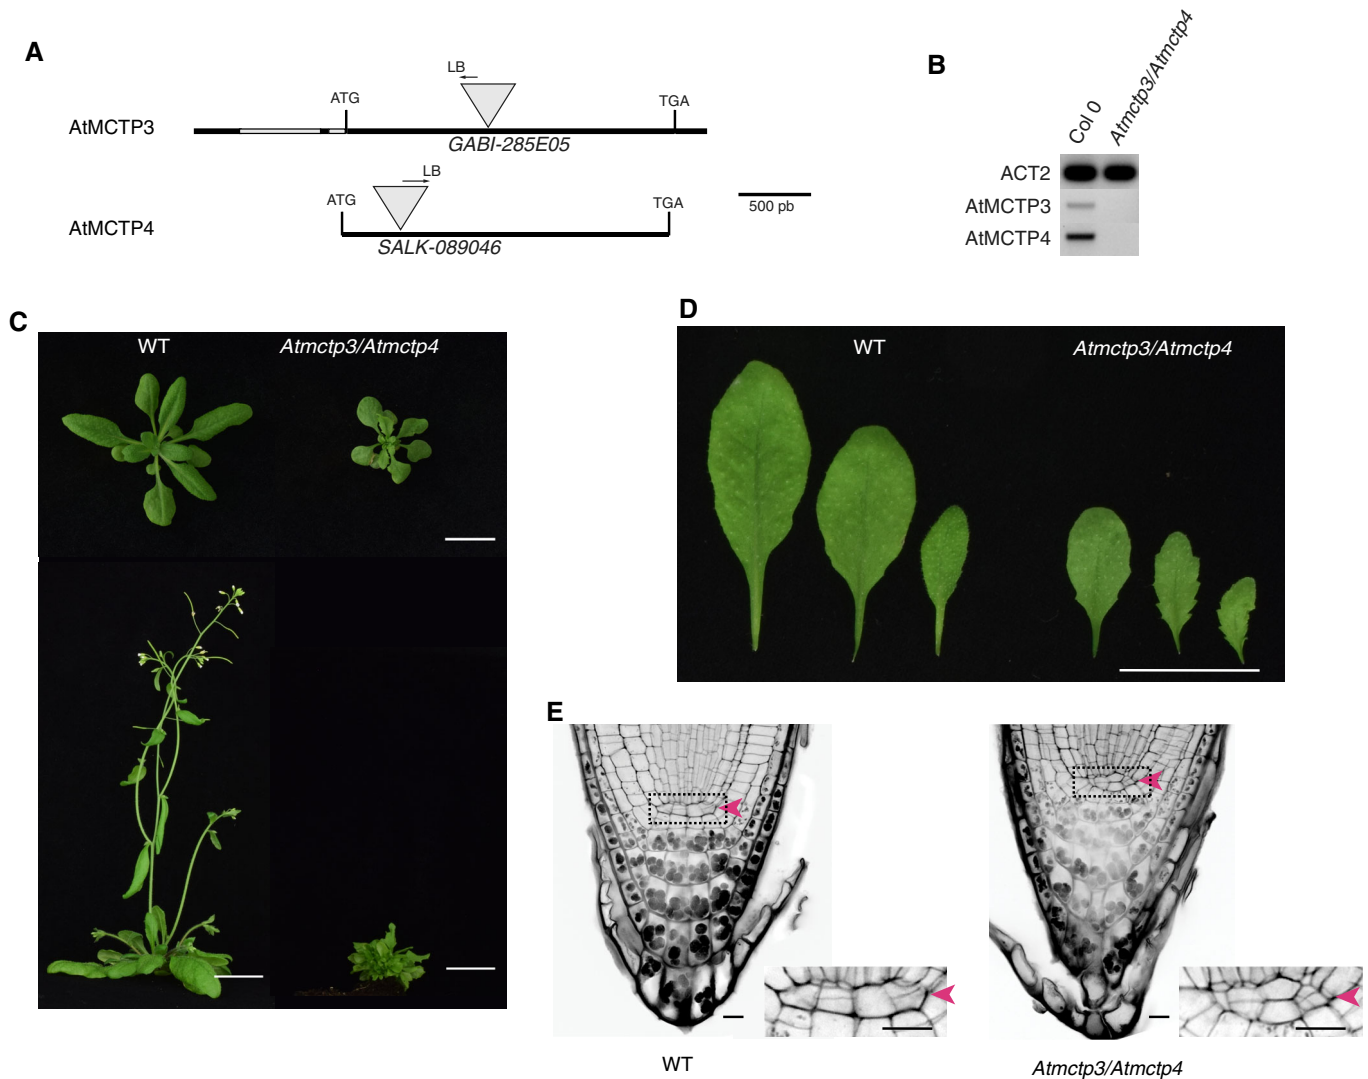 A
LB
ATG
TGA
AtMCTP3
GABI-285E05
LB
ATG
TGA
AtMCTP4
SALK-089046
500 pb
B
Col 0
Atmctp3/Atmctp4
ACT2
AtMCTP3
AtMCTP4
C
WT
Atmctp3/Atmctp4
D
WT
Atmctp3/Atmctp4
E
WT
Atmctp3/Atmctp4